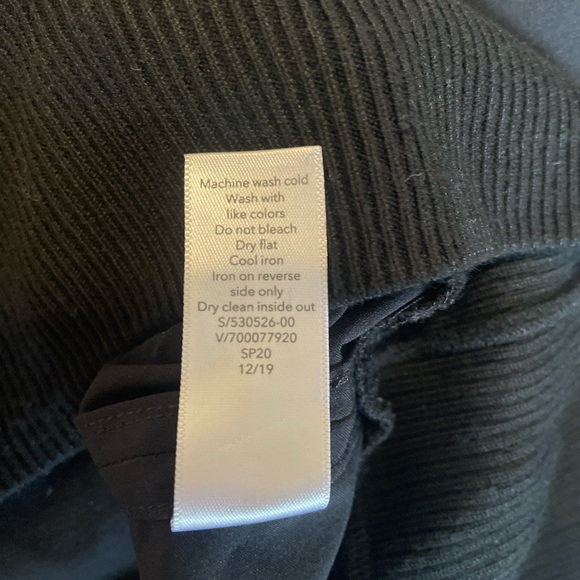 Machine wash cold
Wash with
like colors
Do not bleach
Dry flat
Cool iron
Iron on reverse
side only
Dry clean inside out
S/530526-00
V/700077920
SP20
12/19